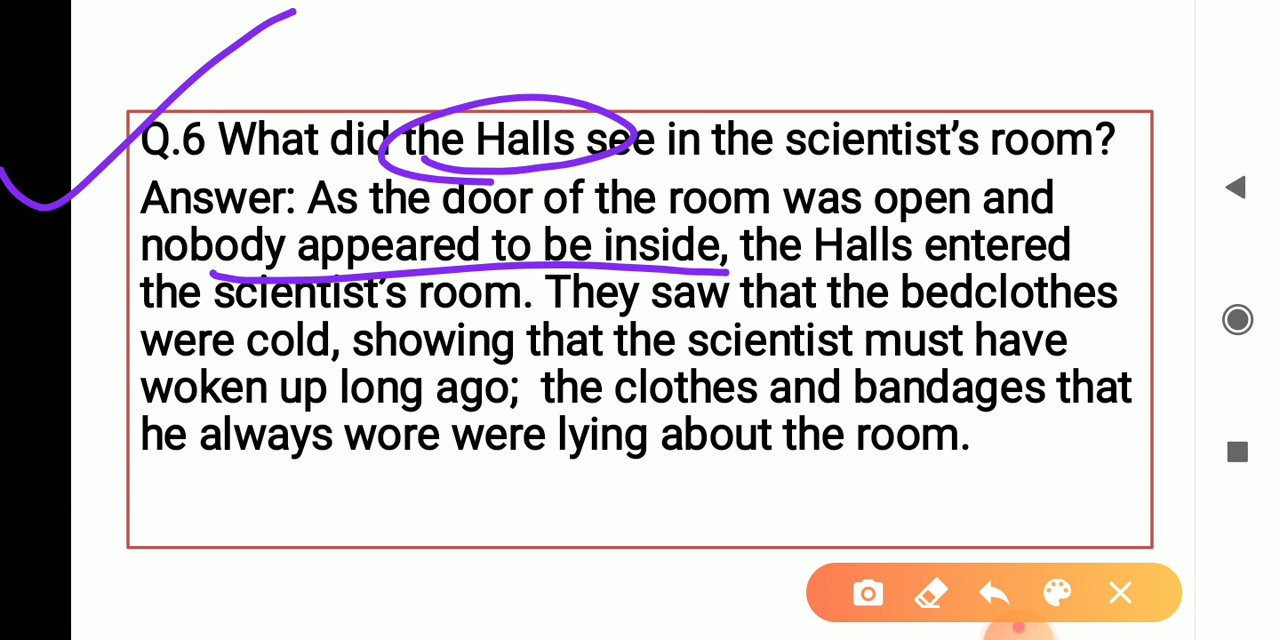 Q.6 What did the Halls see in the scientist’s room?
Answer: As the door of the room was open and
nobody appeared to be inside, the Halls entered
the scientist’s room. They saw that the bedclothes
were cold, showing that the scientist must have
woken up long ago;  the clothes and bandages that
he always wore were lying about the room.